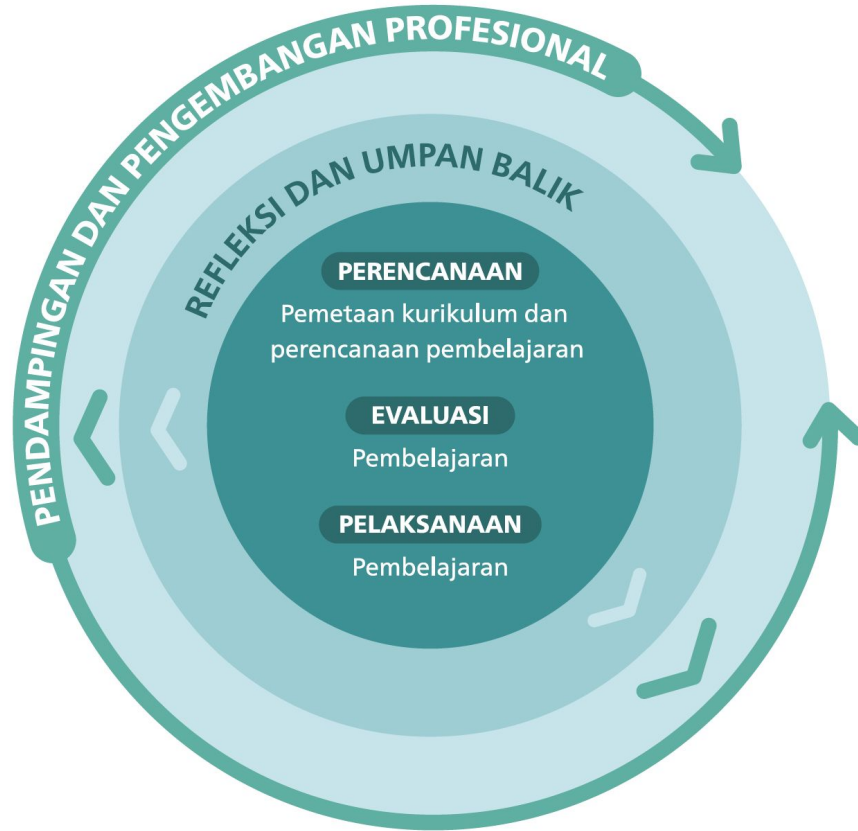 PENDAMPINGAN DAN PENGEMBANGAN PROFESIONAL
REFLEKSI DAN UMPAN BALIK
PERENCANAAN
Pemetaan kurikulum dan
perencanaan pembelajaran
EVALUASI
Pembelajaran
PELAKSANAAN
Pembelajaran